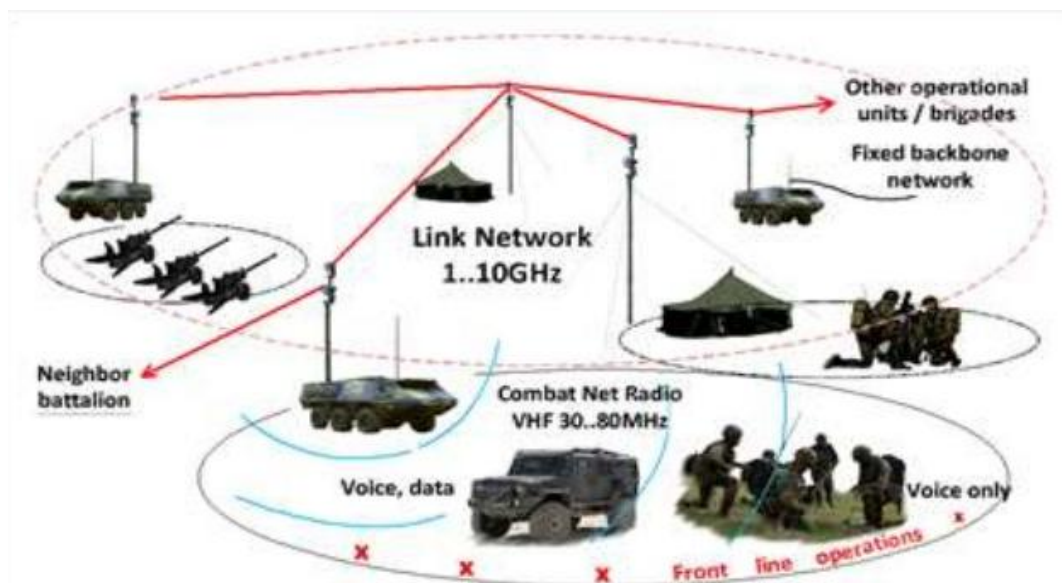 Other operational
units / brigades
Fixed backbone
network
Link Network
1..10GHz
Neighbor
battalion
Combat Net Radio
VHF 30..80MHz
Voice, data
Voice only
x x x Front line operations x